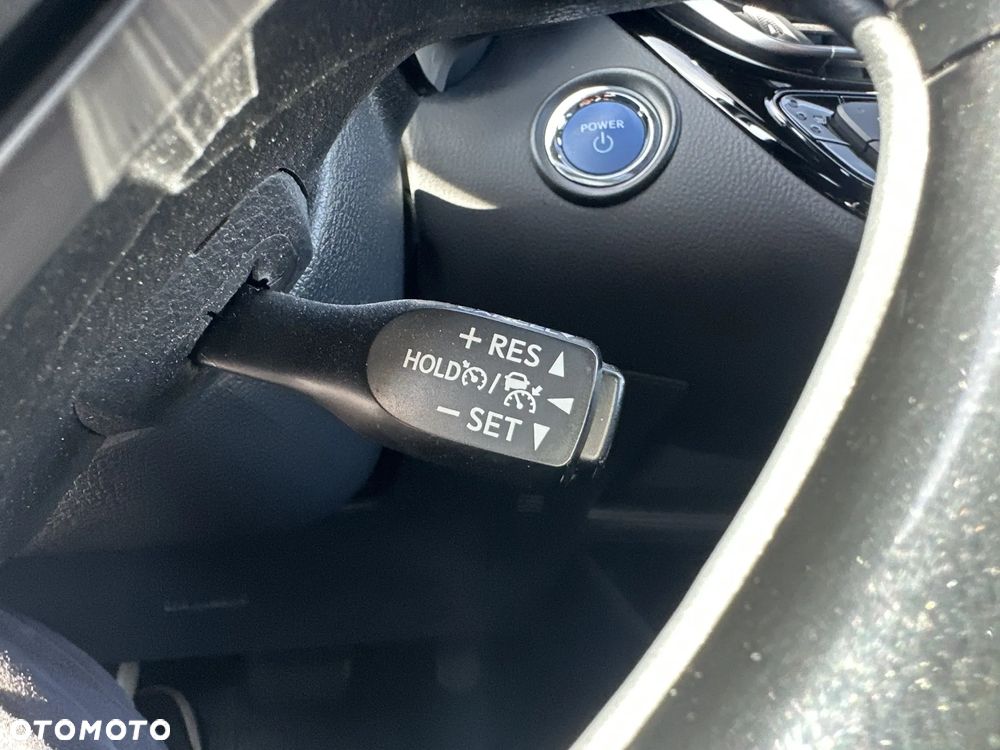 POWER
+ RES
HOLD /
- SET
OTOMOTO